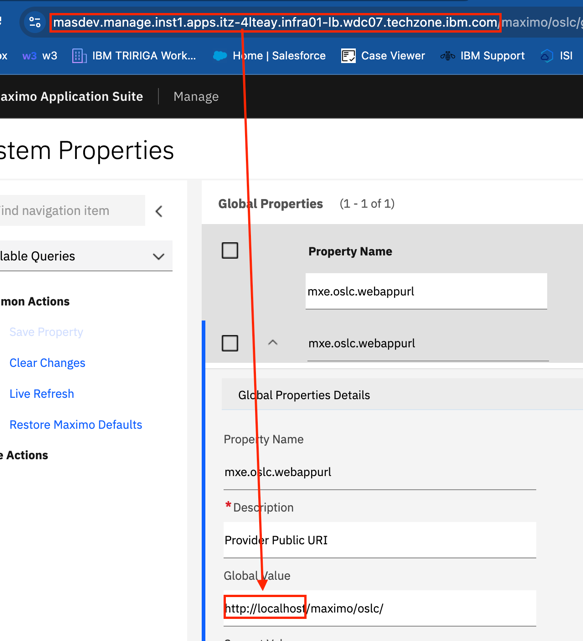 masdev.manage.inst1.apps.itz-4lteay.infra01-lb.wdc07.techzone.ibm.com/maximo/oslc/g
ox w3 w3 IBM TRIRIGA Work... Home | Salesforce Case Viewer IBM Support ISI
aximo Application Suite Manage
stem Properties
ind navigation item
Global Properties (1 - 1 of 1)
lable Queries
Property Name
mxe.oslc.webappurl
mon Actions
Save Property
mxe.oslc.webappurl
Clear Changes
Live Refresh
Global Properties Details
Restore Maximo Defaults
e Actions
Property Name
mxe.oslc.webappurl
*Description
Provider Public URI
Global Value
http://localhost/maximo/oslc/